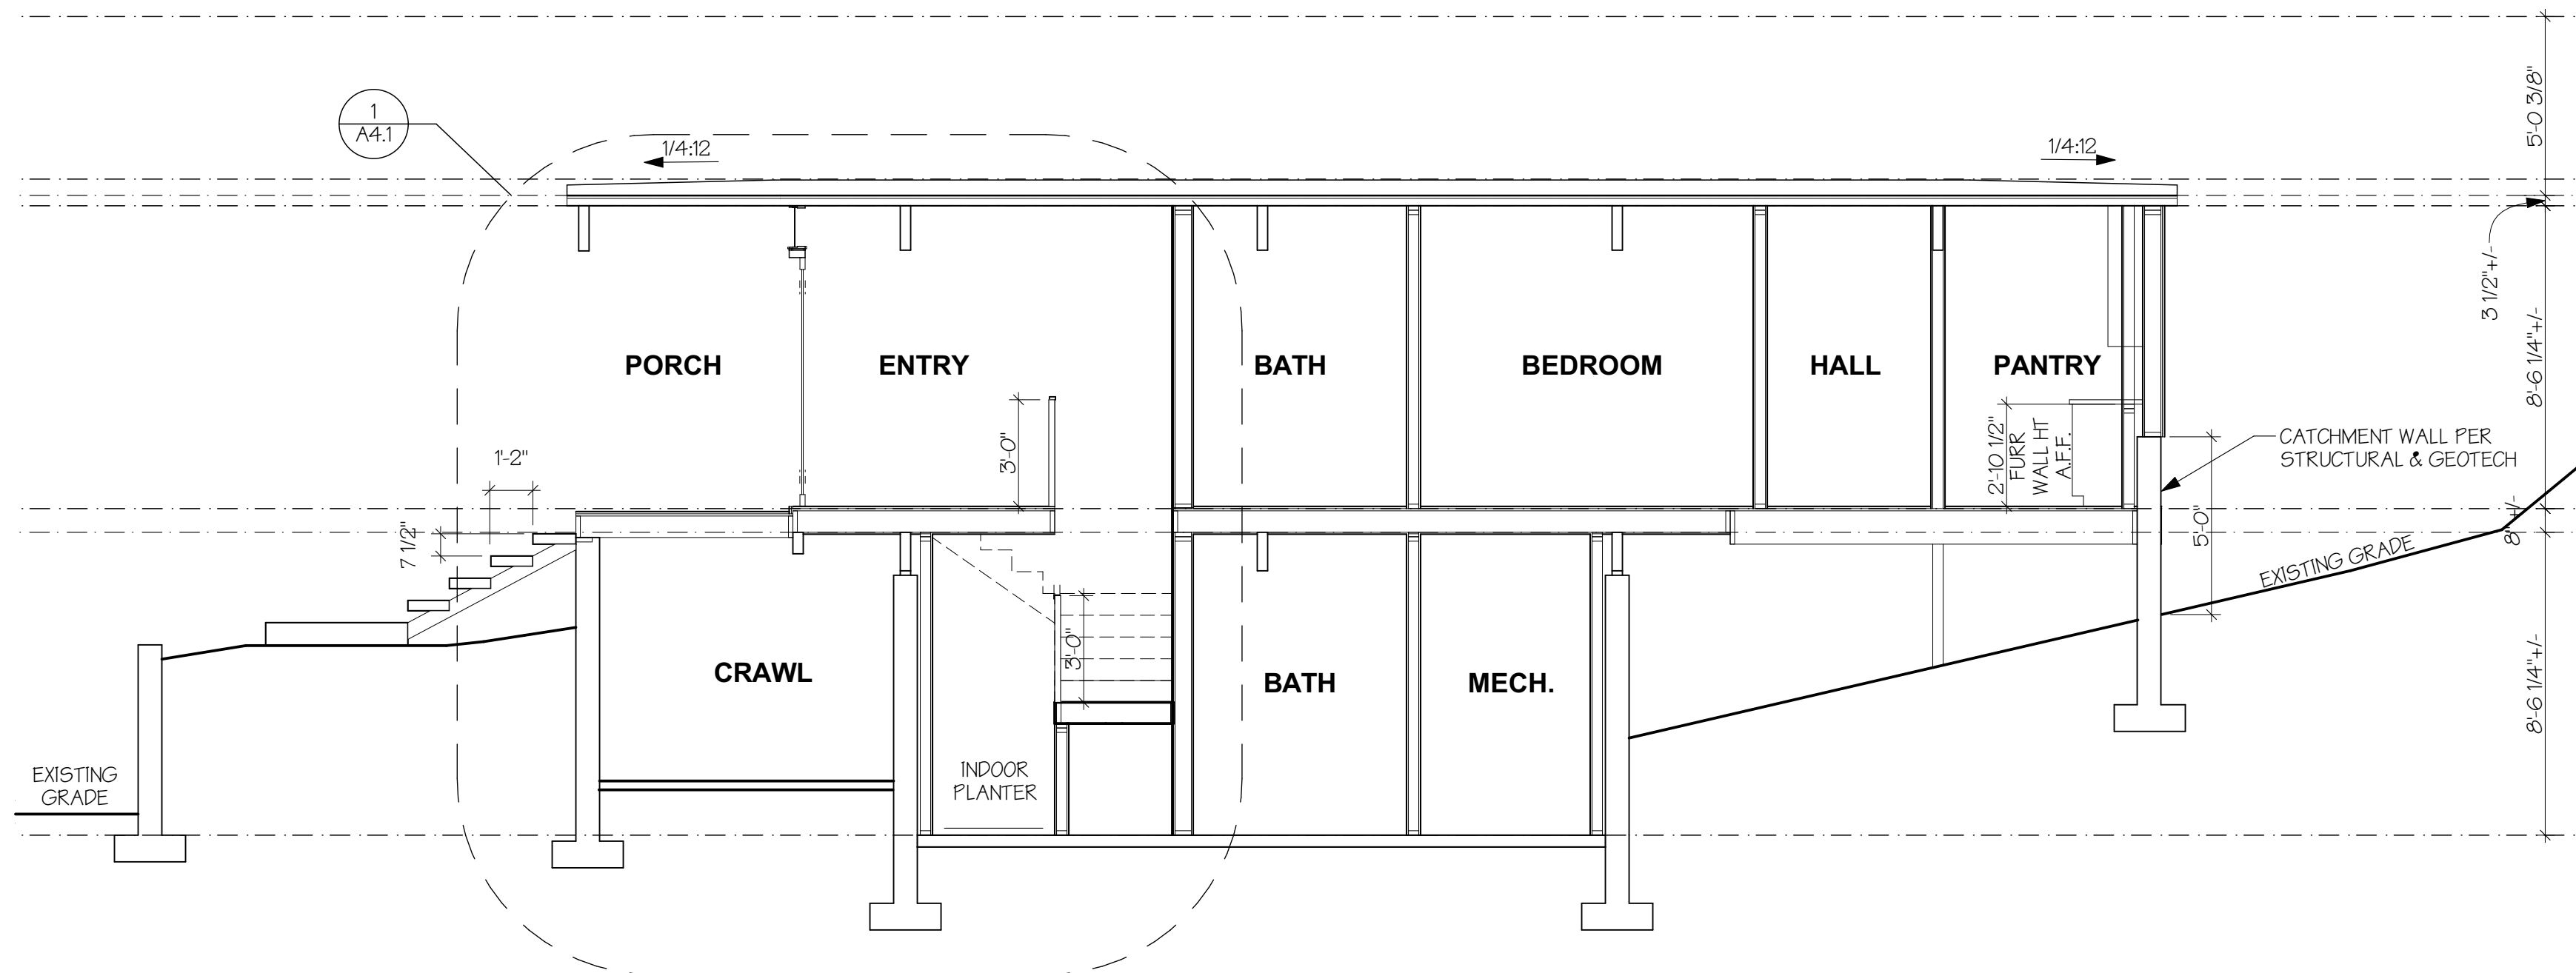 5'-0 3/8"
1
A4.1
1/4:12
1/4:12
3 1/2"+/-
8'-6 1/4"+/-
PORCH
ENTRY
BATH
BEDROOM
HALL
PANTRY
3'-0"
2'-10 1/2"
FURR
WALL HT
A.F.F.
CATCHMENT WALL PER
STRUCTURAL & GEOTECH
1'-2"
7 1/2"
5'-0"
8"+/-
EXISTING GRADE
3'-0"
CRAWL
BATH
MECH.
8'-6 1/4"+/-
EXISTING
GRADE
INDOOR
PLANTER